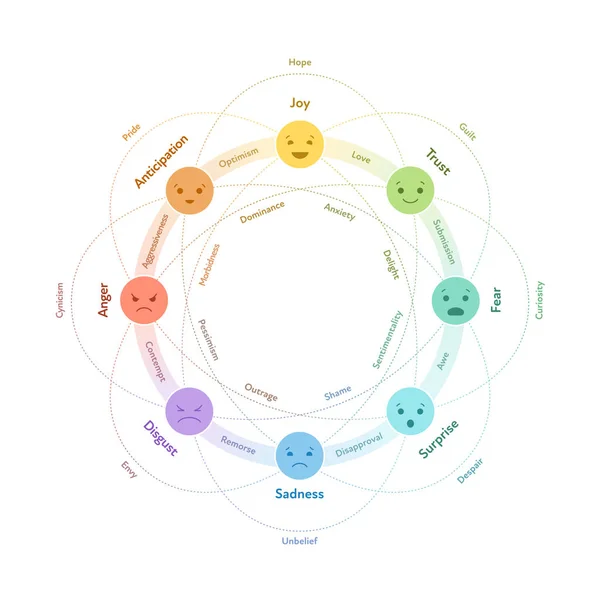 Hope
Joy
Pride
Guilt
Anticipation
Optimism
Love
Trust
Dominance
Anxiety
Aggressiveness
Submission
Morbidness
Delight
Cynicism
Anger
Fear
Curiosity
Pessimism
Sentimentality
Contempt
Awe
Outrage
Shame
Disgust
Remorse
Disapproval
Surprise
Envy
Despair
Sadness
Unbelief